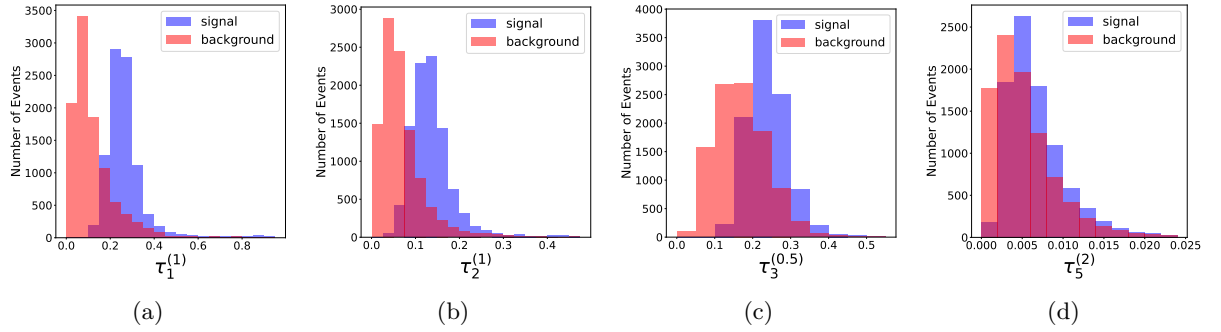 3500
3000
2500
2000
1500
1000
500
0
0.0 0.2 0.4 0.6 0.8
Number of Events
τ₁⁽¹⁾
signal
background
(a)
3000
2500
2000
1500
1000
500
0
0.0 0.1 0.2 0.3 0.4
Number of Events
τ₂⁽¹⁾
signal
background
(b)
4000
3500
3000
2500
2000
1500
1000
500
0
0.0 0.1 0.2 0.3 0.4 0.5
Number of Events
τ₃⁽⁰·⁵⁾
signal
background
(c)
2500
2000
1500
1000
500
0
0.000 0.005 0.010 0.015 0.020 0.025
Number of Events
τ₅⁽²⁾
signal
background
(d)